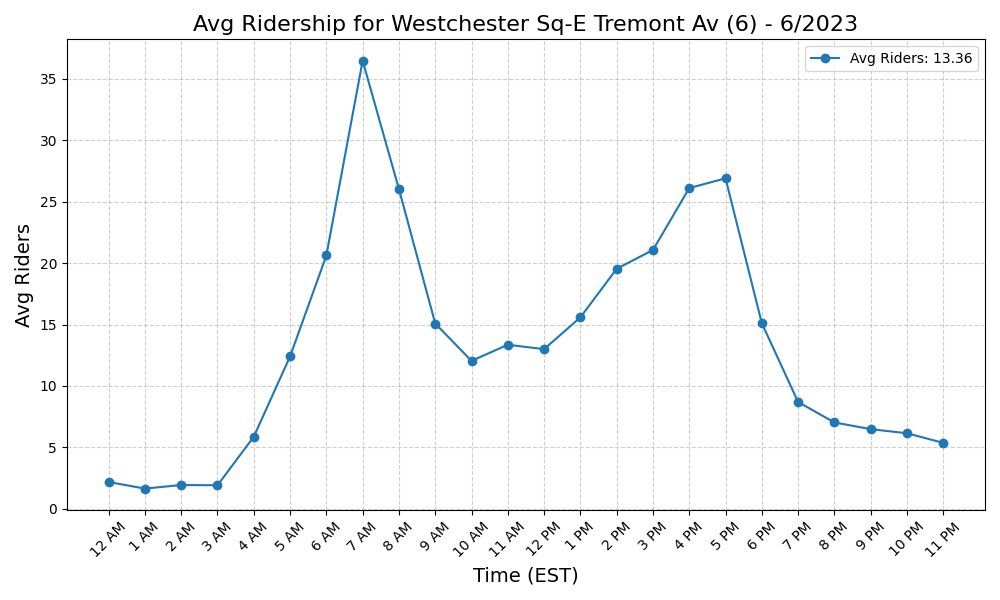 Avg Ridership for Westchester Sq-E Tremont Av (6) - 6/2023
Avg Riders: 13.36
Avg Riders
35
30
25
20
15
10
5
0
12 AM
1 AM
2 AM
3 AM
4 AM
5 AM
6 AM
7 AM
8 AM
9 AM
10 AM
11 AM
12 PM
1 PM
2 PM
3 PM
4 PM
5 PM
6 PM
7 PM
8 PM
9 PM
10 PM
11 PM
Time (EST)